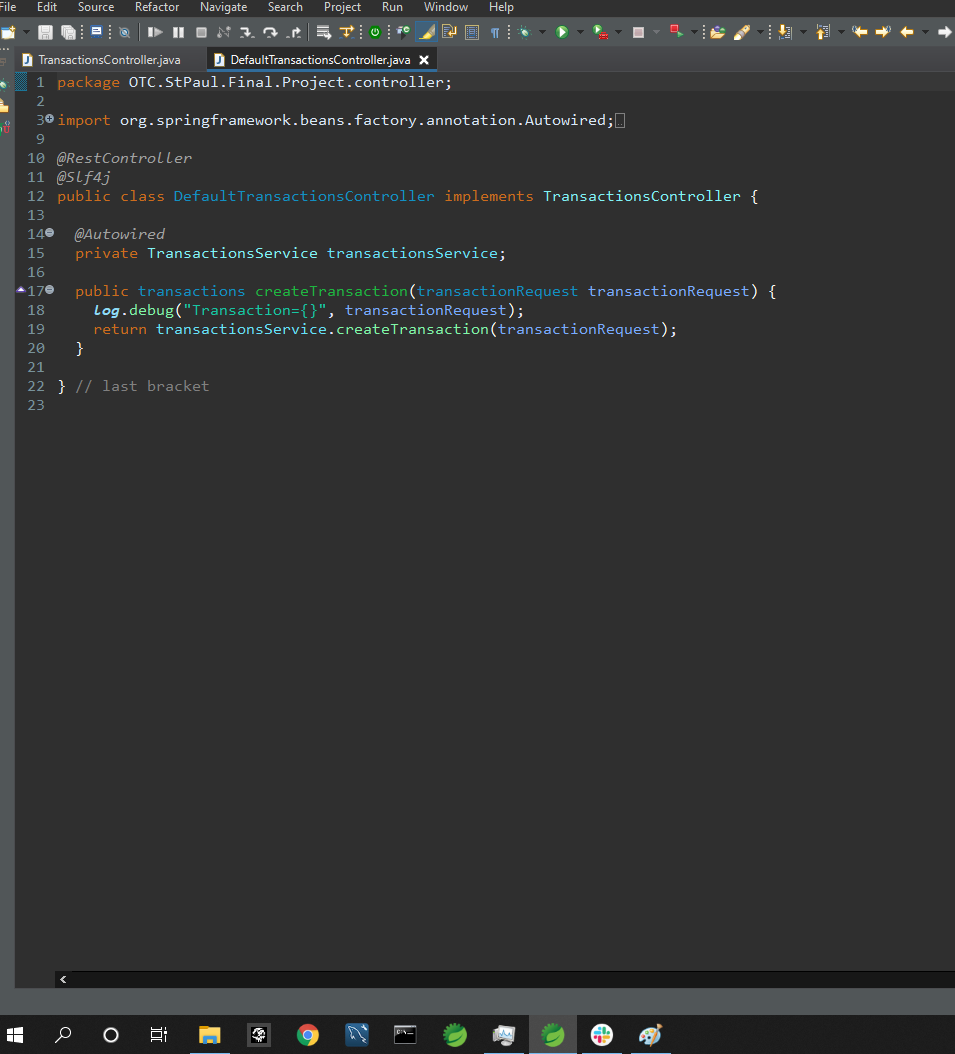 File Edit Source Refactor Navigate Search Project Run Window Help
TransactionsController.java DefaultTransactionsController.java
1 package OTC.StPaul.Final.Project.controller;
2
3 import org.springframework.beans.factory.annotation.Autowired;
9
10 @RestController
11 @Slf4j
12 public class DefaultTransactionsController implements TransactionsController {
13
14 @Autowired
15 private TransactionsService transactionsService;
16
17 public transactions createTransaction(transactionRequest transactionRequest) {
18 log.debug("Transaction={}", transactionRequest);
19 return transactionsService.createTransaction(transactionRequest);
20 }
21
22 } // last bracket
23